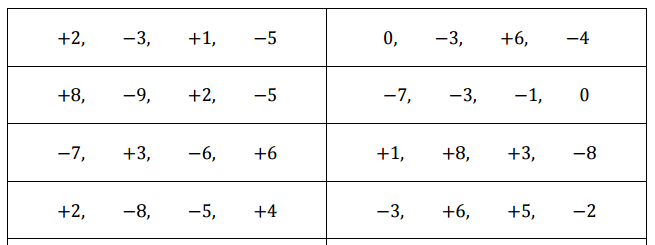 +2, −3, +1, −5 0, −3, +6, −4
+8, −9, +2, −5 −7, −3, −1, 0
−7, +3, −6, +6 +1, +8, +3, −8
+2, −8, −5, +4 −3, +6, +5, −2